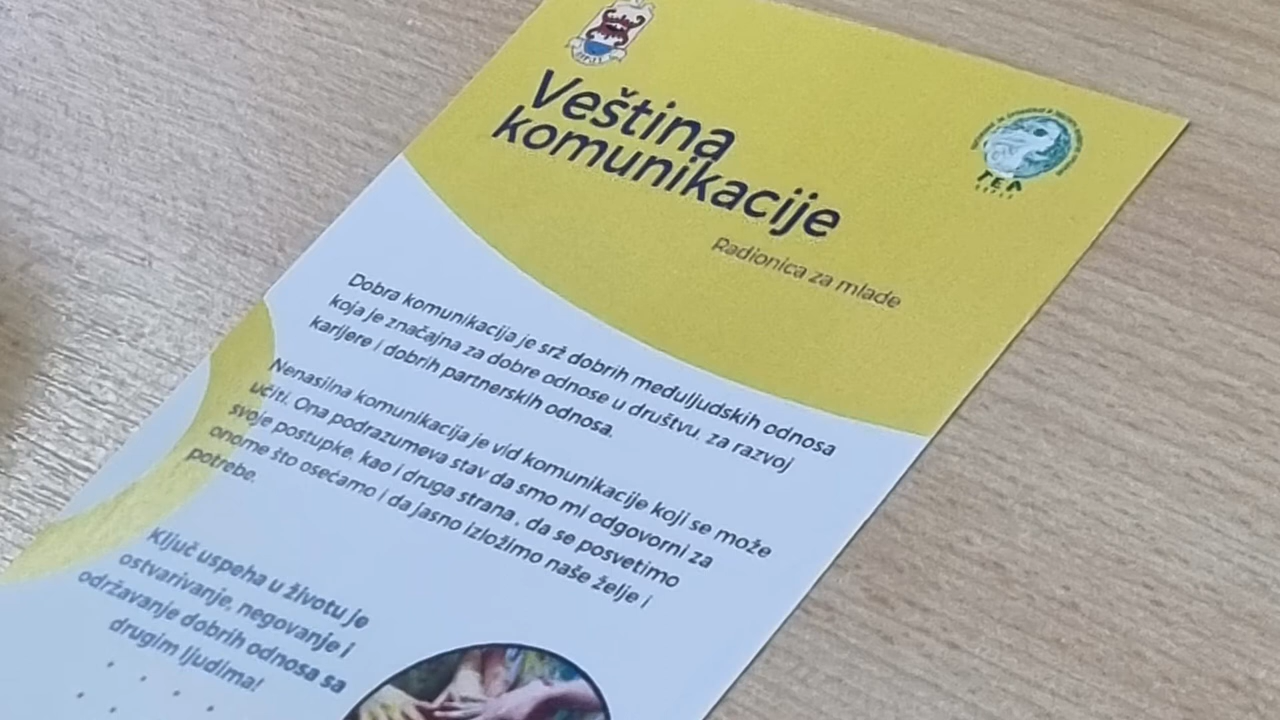 Veština
komunikacije
Radionica za mlade
Dobra komunikacija je srž dobrih međuljudskih odnosa
koja je značajna za dobre odnose u društvu, za razvoj
karijere i dobrih partnerskih odnosa.
Nenasilna komunikacija je vid komunikacije koji se može
učiti. Ona podrazumeva stav da smo mi odgovorni za
svoje postupke, kao i druga strana , da se posvetimo
onome što osećamo i da jasno izložimo naše želje i
potrebe.
Ključ uspeha u životu je
ostvarivanje, negovanje i
održavanje dobrih odnosa sa
drugim ljudima!